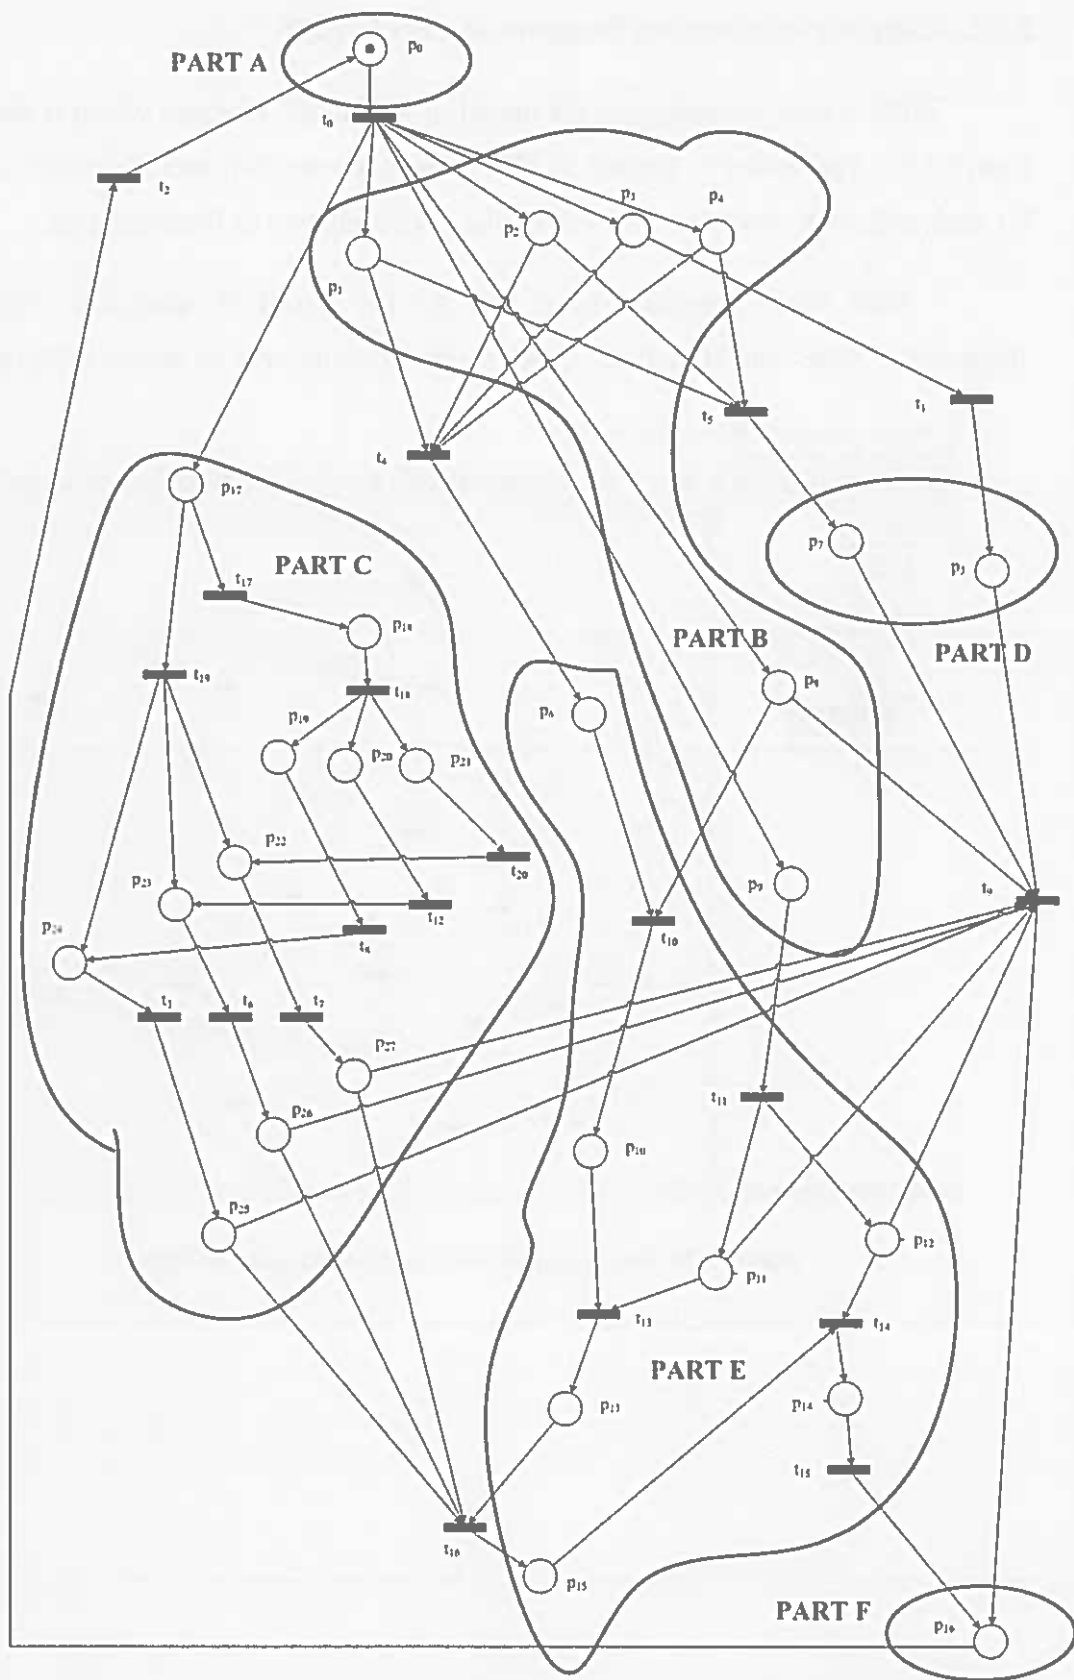 p₀
PART A
t₀
t₂
p₃
p₄
p₂
p₁
t₅
t₄
p₁₇
p₇
p₅
PART C
t₁₇
p₁₈
PART B
PART D
p₈
t₁₉
t₁₈
p₆
p₁₉
p₂₀
p₂₁
p₂₂
t₂₀
p₂₃
p₉
t₉
t₁₂
p₂₄
t₈
t₁₀
t₆
t₇
p₂₇
t₁₁
p₂₆
p₁₀
p₂₅
p₁₂
p₁₁
t₁₃
t₁₄
PART E
p₁₄
p₁₃
t₁₅
t₁₆
p₁₅
PART F
p₁₆